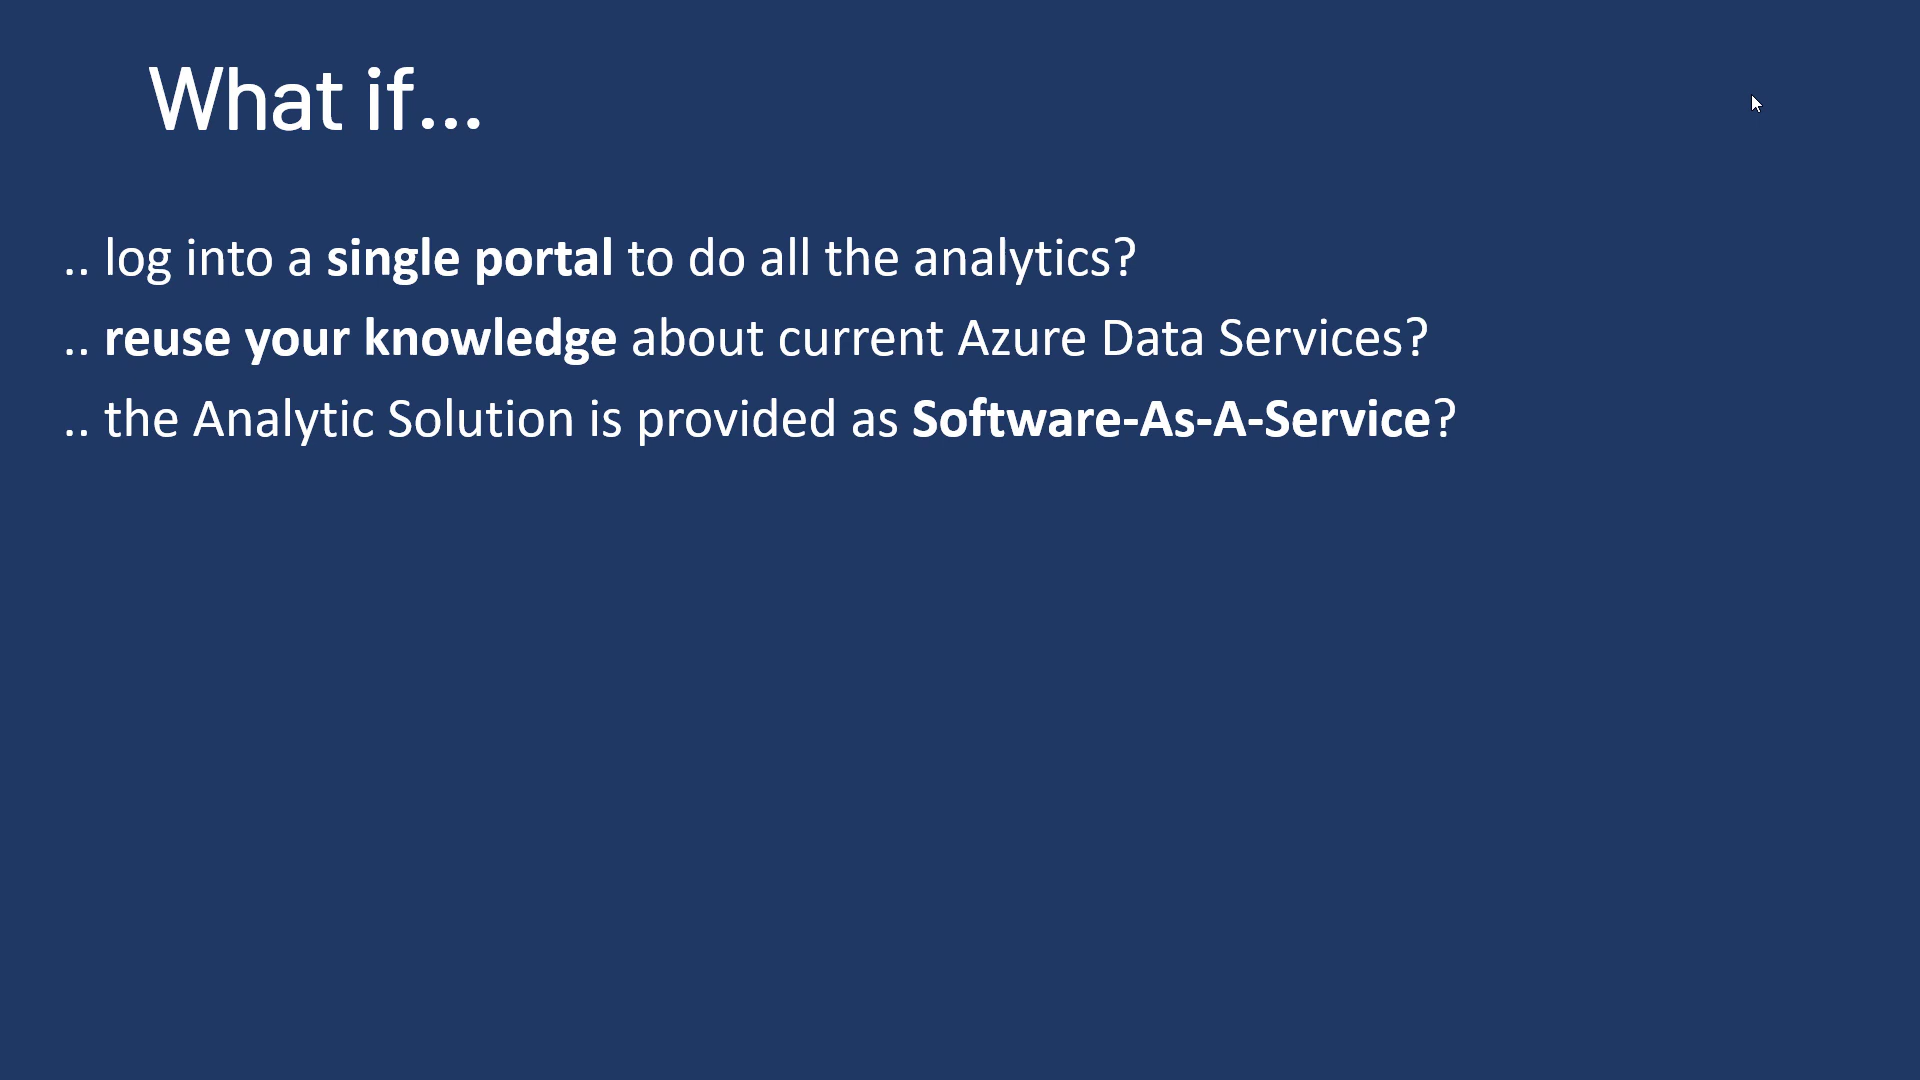 What if...
.. log into a single portal to do all the analytics?
.. reuse your knowledge about current Azure Data Services?
.. the Analytic Solution is provided as Software-As-A-Service?